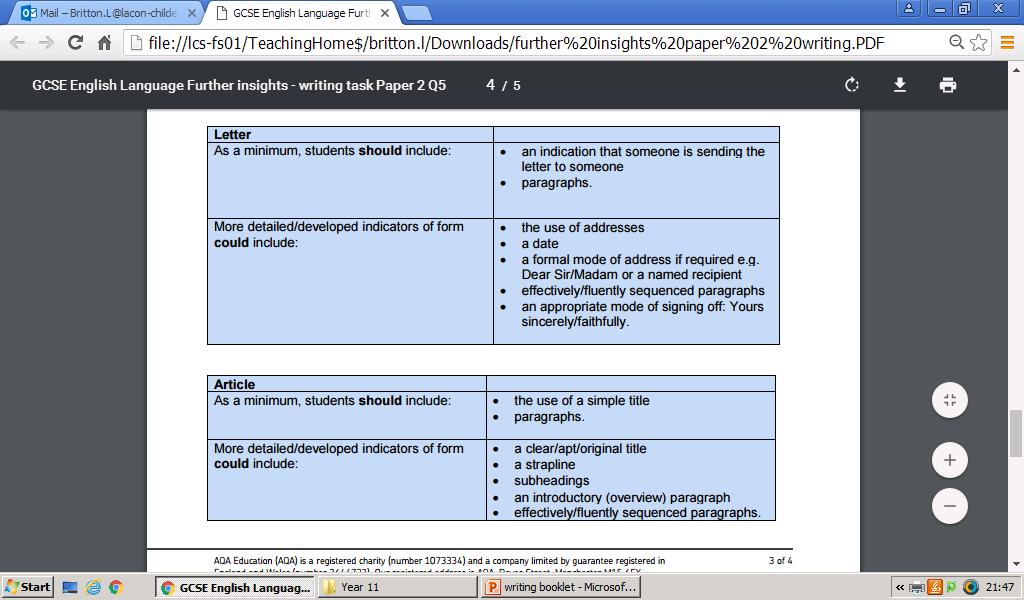 Mail – Britton.L@lacon-childe
GCSE English Language Furth
file://lcs-fs01/TeachingHome$/britton.l/Downloads/further%20insights%20paper%202%20writing.PDF
GCSE English Language Further insights - writing task Paper 2 Q5
4 / 5
Letter
As a minimum, students should include:
• an indication that someone is sending the
letter to someone
• paragraphs.
More detailed/developed indicators of form
could include:
• the use of addresses
• a date
• a formal mode of address if required e.g.
Dear Sir/Madam or a named recipient
• effectively/fluently sequenced paragraphs
• an appropriate mode of signing off: Yours
sincerely/faithfully.
Article
As a minimum, students should include:
• the use of a simple title
• paragraphs.
More detailed/developed indicators of form
could include:
• a clear/apt/original title
• a strapline
• subheadings
• an introductory (overview) paragraph
• effectively/fluently sequenced paragraphs.
AQA Education (AQA) is a registered charity (number 1073334) and a company limited by guarantee registered in
3 of 4
Start
GCSE English Languag...
Year 11
writing booklet - Microsof...
21:47